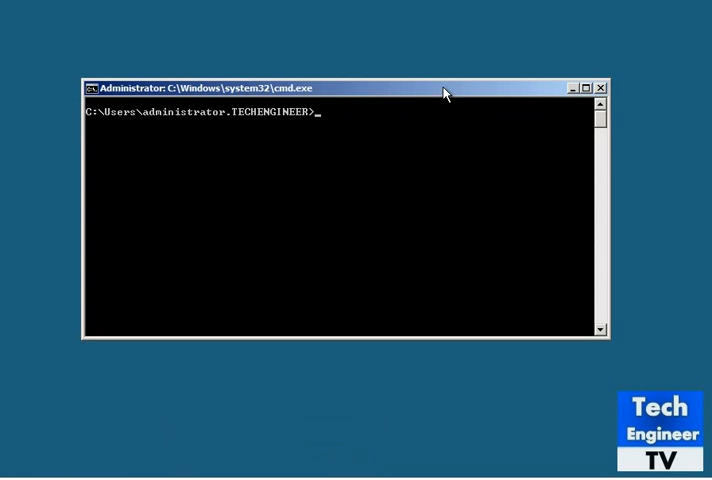 Administrator: C:\Windows\system32\cmd.exe
C:\Users\administrator.TECHENGINEER>_
Tech
Engineer
TV